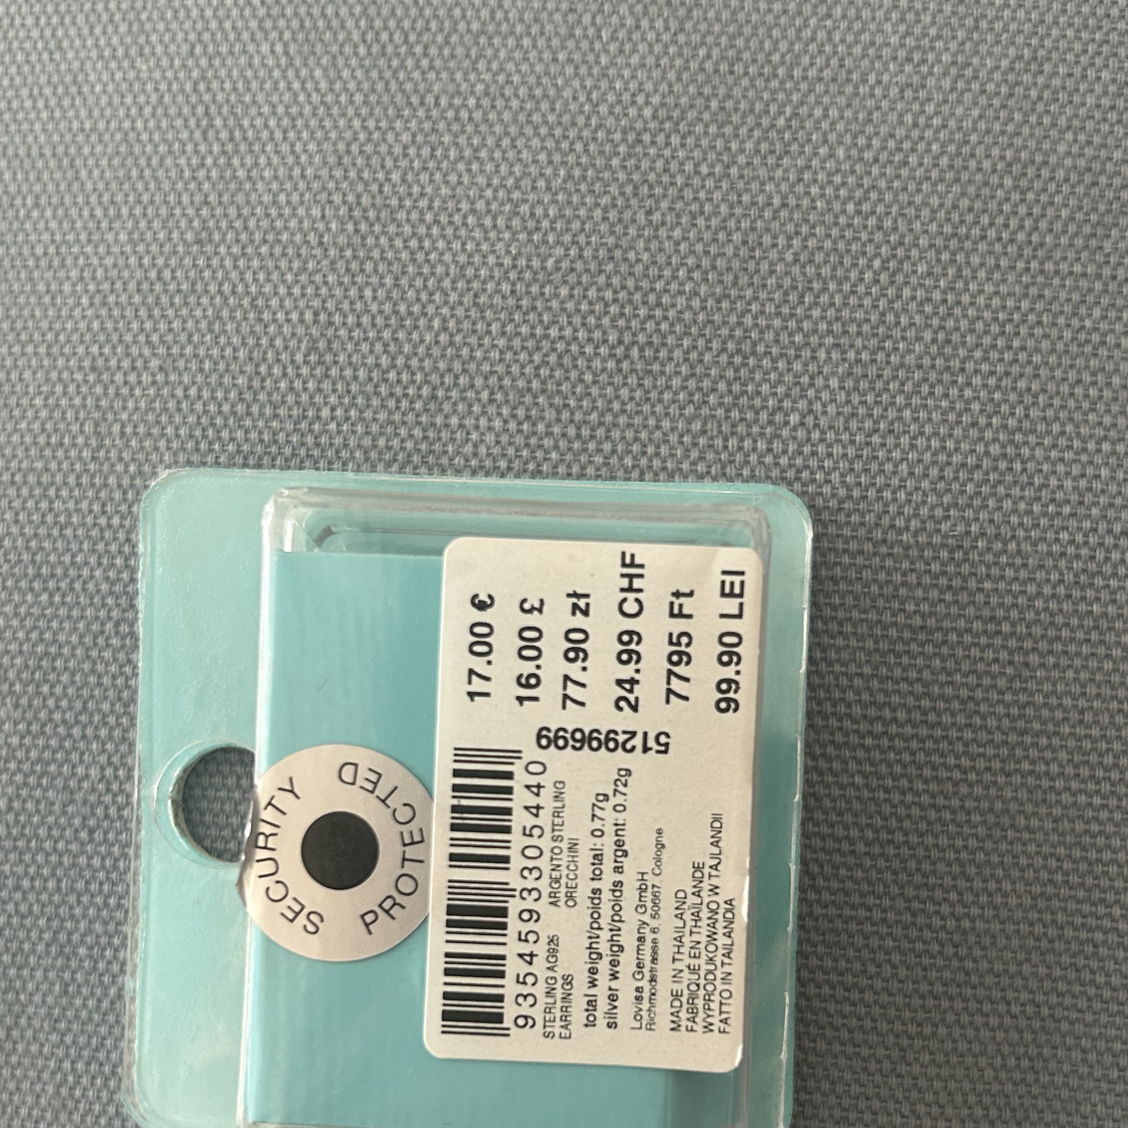 SECURITY PROTECTED
17.00 €
16.00 £
77.90 zł
24.99 CHF
7795 Ft
99.90 LEI
51299699
9354593305440
STERLING AG925 EARRINGS
ARGENTO STERLING ORECCHINI
total weight/poids total: 0.77g
silver weight/poids argent: 0.72g
Lovisa Germany GmbH
Richmodstrasse 6, 50667, Cologne
MADE IN THAILAND
FABRIQUÉ EN THAÏLANDE
WYPRODUKOWANO W TAJLANDII
FATTO IN TAILANDIA